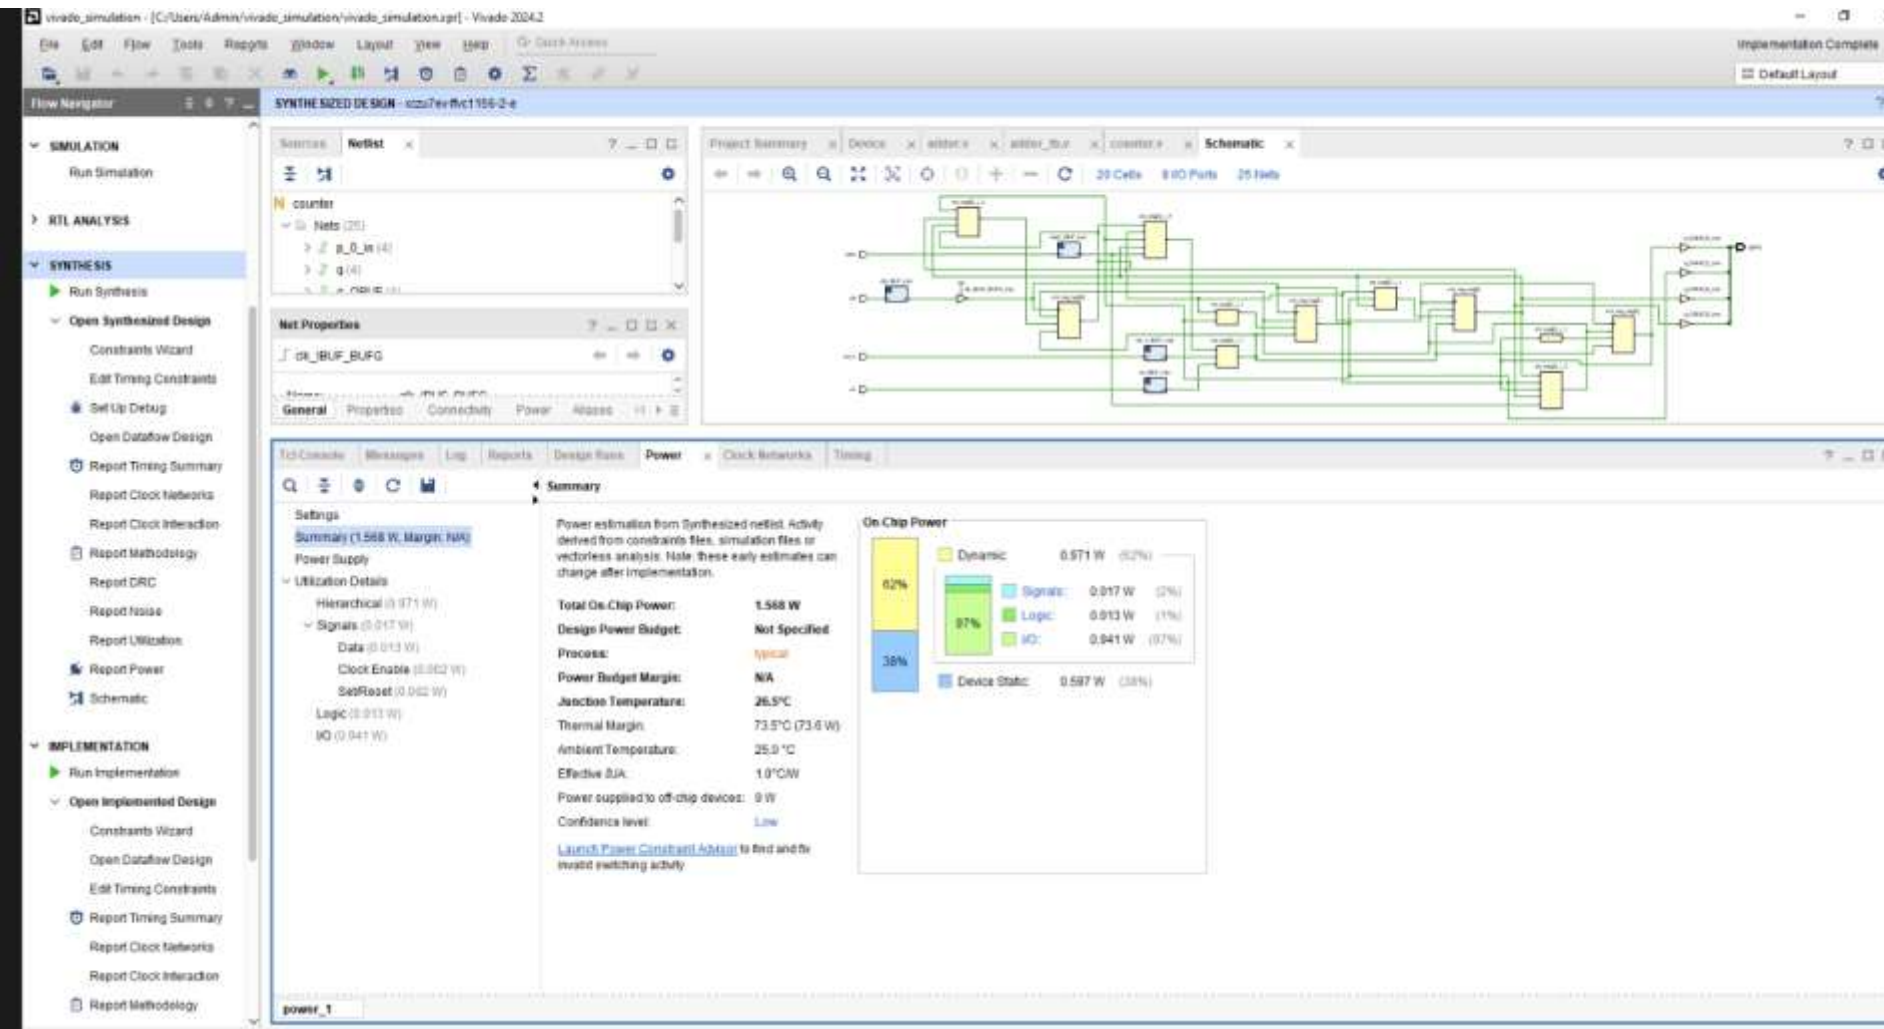 vivado_simulation - [C:/Users/Admin/vivado_simulation/vivado_simulation.xpr] - Vivado 2024.2
File Edit Flow Tools Reports Window Layout View Help Quick Access
Implementation Complete
Default Layout
Flow Navigator
SYNTHESIZED DESIGN - xczu7ev-ffvc1156-2-e
SIMULATION
Run Simulation
RTL ANALYSIS
SYNTHESIS
Run Synthesis
Open Synthesized Design
Constraints Wizard
Edit Timing Constraints
Set Up Debug
Open Dataflow Design
Report Timing Summary
Report Clock Networks
Report Clock Interaction
Report Methodology
Report DRC
Report Noise
Report Utilization
Report Power
Schematic
IMPLEMENTATION
Run Implementation
Open Implemented Design
Constraints Wizard
Open Dataflow Design
Edit Timing Constraints
Report Timing Summary
Report Clock Networks
Report Clock Interaction
Report Methodology
Sources Netlist
counter
Nets (25)
p_0_in (4)
q (4)
Net Properties
clk_IBUF_BUFG
General Properties Connectivity Power Aliases
Project Summary Device adder.v adder_tb.v counter.v Schematic
20 Cells 8 I/O Ports 25 Nets
Tcl Console Messages Log Reports Design Runs Power Clock Networks Timing
Summary
Settings
Summary (1.568 W, Margin: N/A)
Power Supply
Utilization Details
Hierarchical (0.971 W)
Signals (0.017 W)
Data (0.013 W)
Clock Enable (0.002 W)
Set/Reset (0.002 W)
Logic (0.013 W)
I/O (0.941 W)
Power estimation from Synthesized netlist. Activity
derived from constraints files, simulation files or
vectorless analysis. Note: these early estimates can
change after implementation.
Total On-Chip Power: 1.568 W
Design Power Budget: Not Specified
Process: typical
Power Budget Margin: N/A
Junction Temperature: 26.5°C
Thermal Margin: 73.5°C (73.6 W)
Ambient Temperature: 25.0 °C
Effective ϑJA: 1.0°C/W
Power supplied to off-chip devices: 0 W
Confidence level: Low
Launch Power Constraint Advisor to find and fix
invalid switching activity
On-Chip Power
62%
38%
Dynamic: 0.971 W (62%)
97%
Signals: 0.017 W (2%)
Logic: 0.013 W (1%)
I/O: 0.941 W (97%)
Device Static: 0.597 W (38%)
power_1